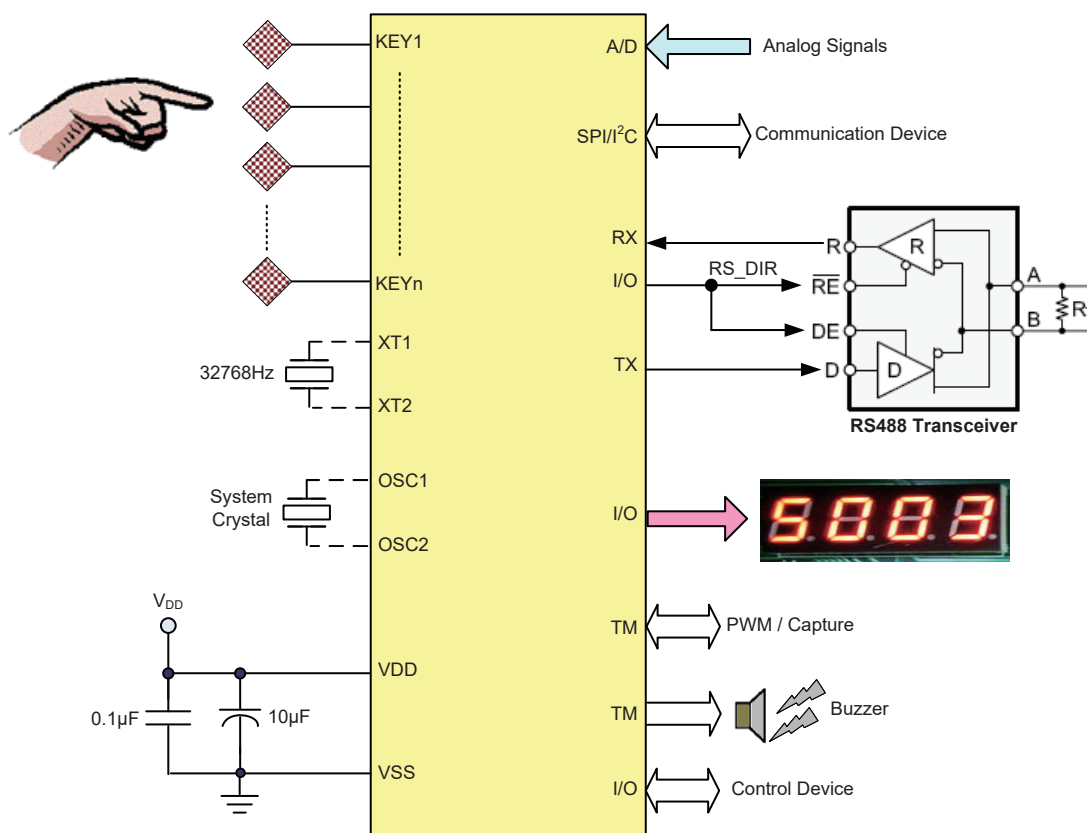 KEY1
KEYn
XT1
32768Hz
XT2
OSC1
System
Crystal
OSC2
V_DD
VDD
0.1µF
10µF
VSS
A/D
Analog Signals
SPI/I²C
Communication Device
RX
R
R
I/O
RS_DIR
RE
A
DE
B
R
TX
D
D
RS488 Transceiver
I/O
5003
TM
PWM / Capture
TM
Buzzer
I/O
Control Device